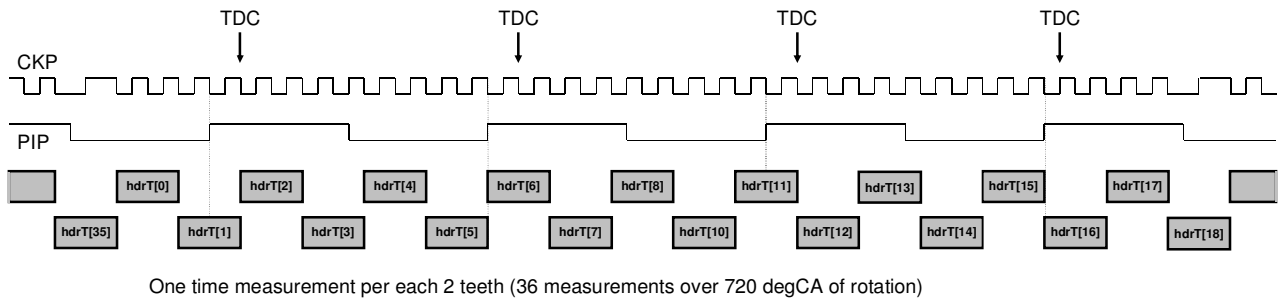 TDC TDC TDC TDC
CKP
PIP
hdrT[0] hdrT[2] hdrT[4] hdrT[6] hdrT[8] hdrT[11] hdrT[13] hdrT[15] hdrT[17]
hdrT[35] hdrT[1] hdrT[3] hdrT[5] hdrT[7] hdrT[10] hdrT[12] hdrT[14] hdrT[16] hdrT[18]
One time measurement per each 2 teeth (36 measurements over 720 degCA of rotation)